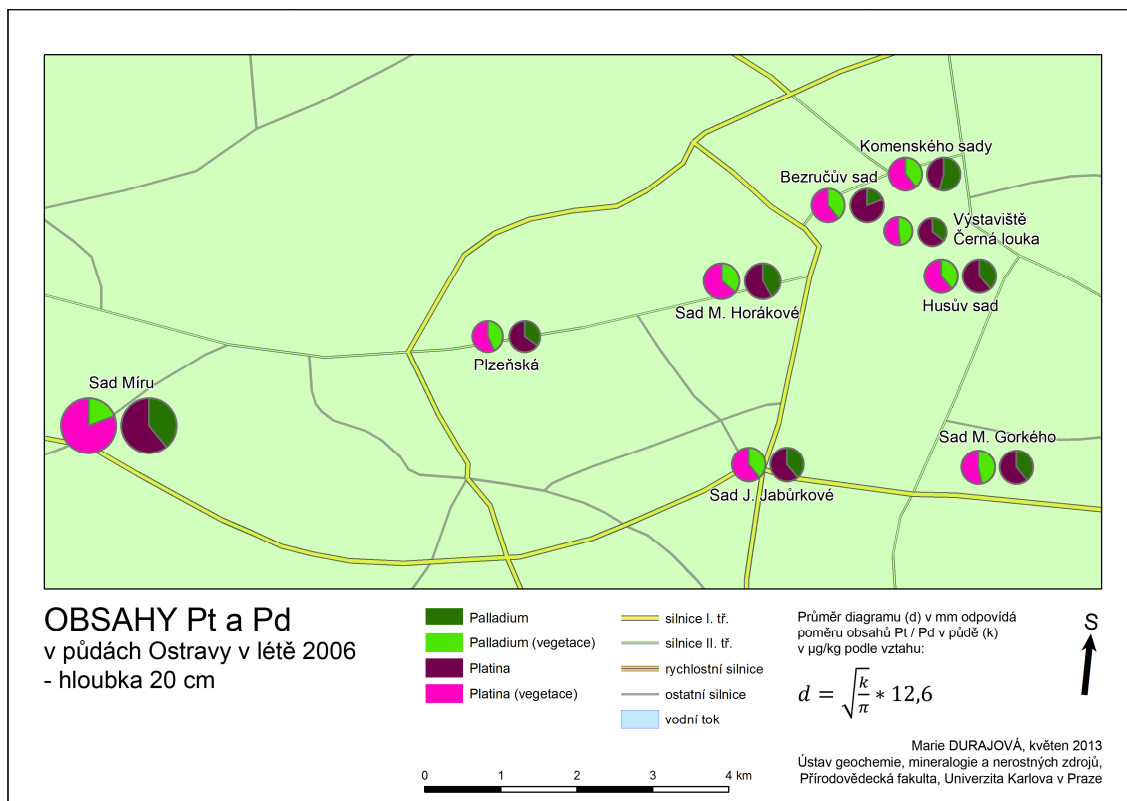 Komenského sady
Bezručův sad
Výstaviště
Černá louka
Husův sad
Sad M. Horákové
Plzeňská
Sad Míru
Sad M. Gorkého
Sad J. Jabůrkové
OBSAHY Pt a Pd
v půdách Ostravy v létě 2006
- hloubka 20 cm
Palladium
Palladium (vegetace)
Platina
Platina (vegetace)
silnice I. tř.
silnice II. tř.
rychlostní silnice
ostatní silnice
vodní tok
Průměr diagramu (d) v mm odpovídá
poměru obsahů Pt / Pd v půdě (k)
v µg/kg podle vztahu:
d = √(k/π) * 12,6
S
0 1 2 3 4 km
Marie DURAJOVÁ, květen 2013
Ústav geochemie, mineralogie a nerostných zdrojů,
Přírodovědecká fakulta, Univerzita Karlova v Praze